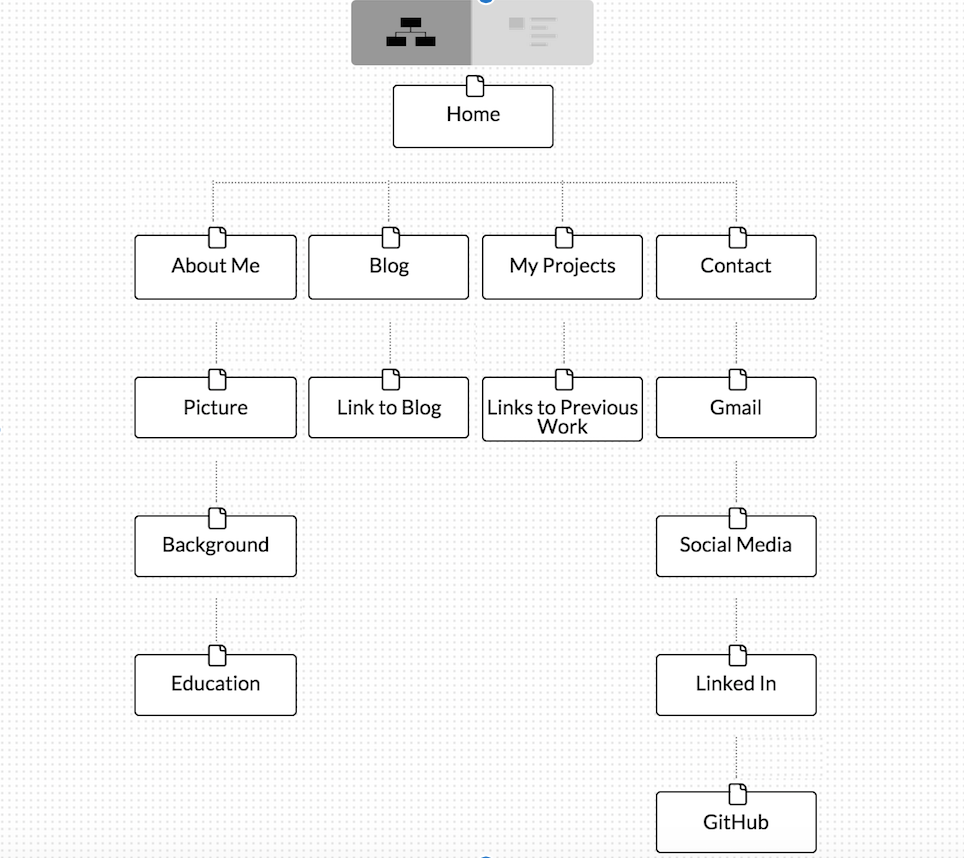 Home
About Me
Blog
My Projects
Contact
Picture
Link to Blog
Links to Previous
Work
Gmail
Background
Social Media
Education
Linked In
GitHub